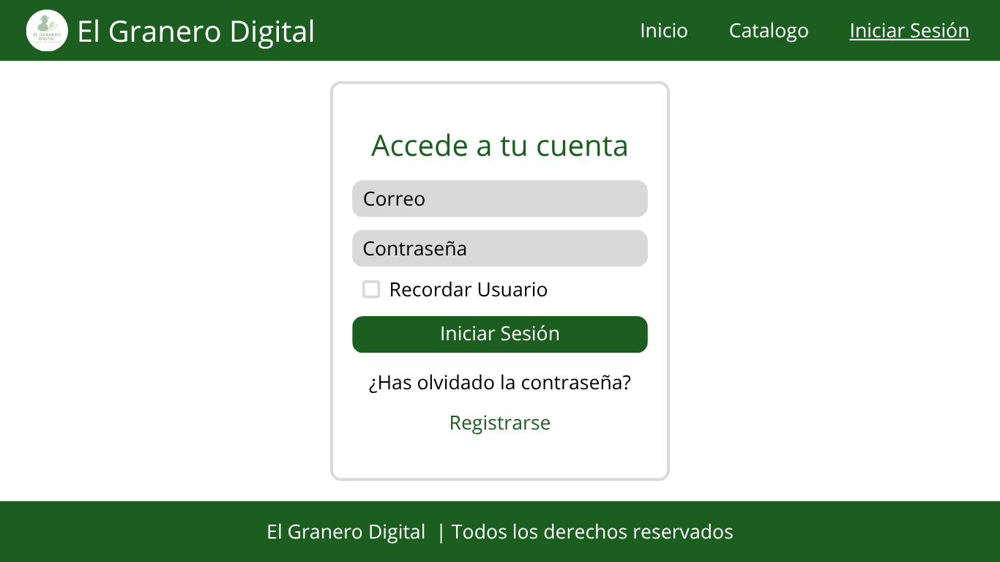 EL GRANERO
DIGITAL
El Granero Digital
Inicio
Catalogo
Iniciar Sesión
Accede a tu cuenta
Correo
Contraseña
Recordar Usuario
Iniciar Sesión
¿Has olvidado la contraseña?
Registrarse
El Granero Digital | Todos los derechos reservados